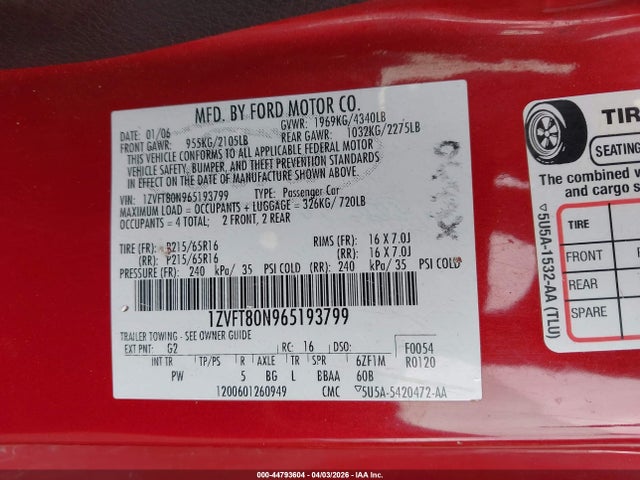 MFD. BY FORD MOTOR CO.
DATE: 01/06 GVWR: 1969KG/4340LB
FRONT GAWR: 955KG/2105LB REAR GAWR: 1032KG/2275LB
THIS VEHICLE CONFORMS TO ALL APPLICABLE FEDERAL MOTOR
VEHICLE SAFETY, BUMPER, AND THEFT PREVENTION STANDARDS
IN EFFECT ON THE DATE OF MANUFACTURE SHOWN ABOVE.
VIN: 1ZVFT80N965193799 TYPE: Passenger Car
MAXIMUM LOAD = OCCUPANTS + LUGGAGE = 326KG/720LB
OCCUPANTS = 4 TOTAL; 2 FRONT, 2 REAR
TIRE (FR): P215/65R16 RIMS (FR): 16 X 7.0J
(RR): P215/65R16 (RR): 16 X 7.0J
PRESSURE (FR): 240 kPa/ 35 PSI COLD (RR): 240 kPa/ 35 PSI COLD
1ZVFT80N965193799
TRAILER TOWING - SEE OWNER GUIDE
EXT PNT: G2 RC: 16 DSO: F0054
INT TR TP/PS R AXLE TR SPR 6ZF1M R0120
PW 5 BG L BBAA 60B
1200601260949 CMC ▽5U5A-5420472-AA
TIR
SEATING
The combined
and cargo s
TIRE
FRONT
REAR
SPARE
▽5U5A-1532-AA (TLU)
000-44793604 - 04/03/2026 - IAA Inc.